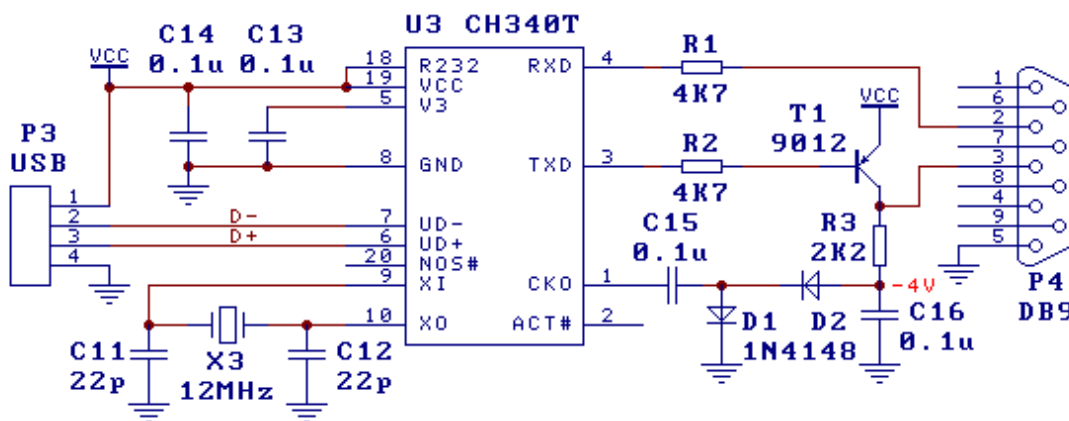 U3 CH340T
C14 C13
VCC
0.1u 0.1u
18 R232
19 VCC
5 V3
8 GND
7 UD-
6 UD+
20 NOS#
9 XI
10 XO
RXD 4
TXD 3
CKO 1
ACT# 2
R1
4K7
R2
4K7
VCC
T1
9012
P3
USB
1
2
3
4
D-
D+
C15
0.1u
R3
2K2
-4V
D1 D2
1N4148
C16
0.1u
C11
22p
X3
12MHz
C12
22p
1
6
2
7
3
8
4
9
5
P4
DB9